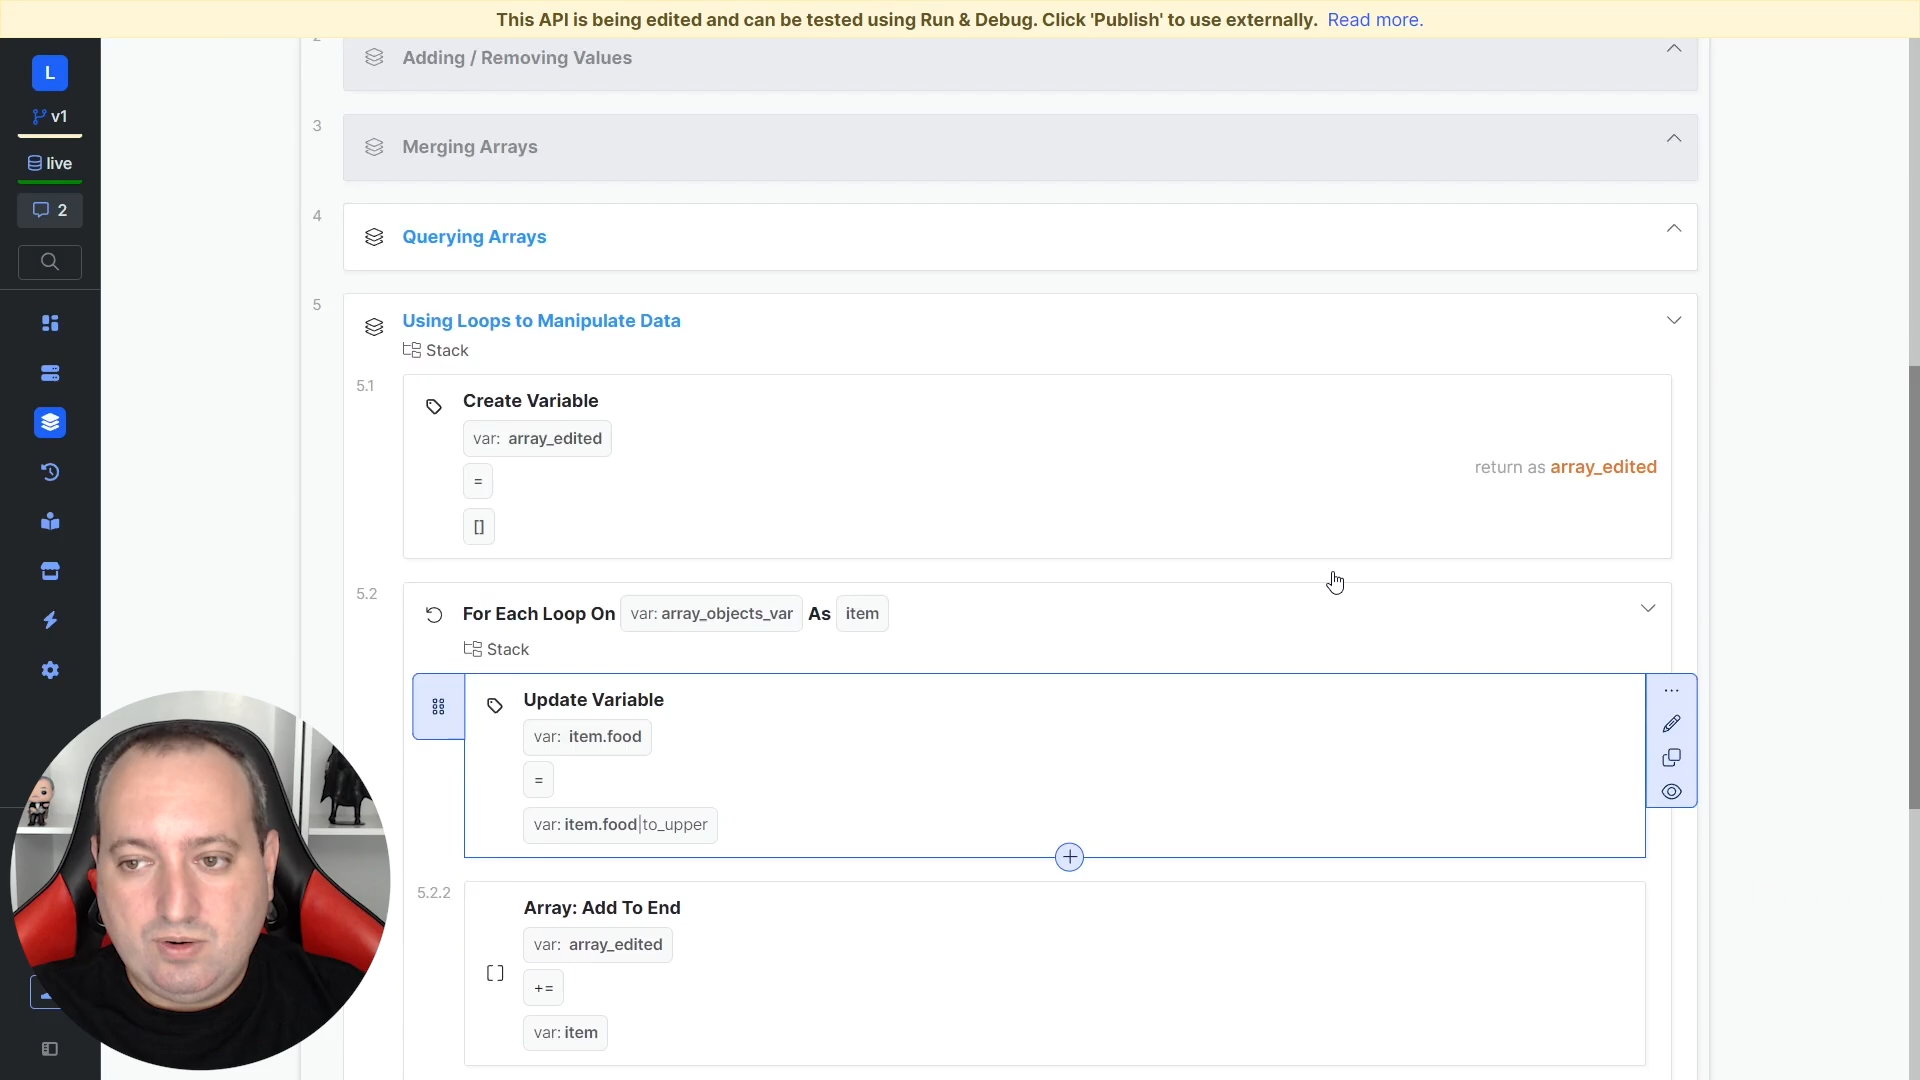 This API is being edited and can be tested using Run & Debug. Click 'Publish' to use externally. Read more.
L
v1
live
2
Adding / Removing Values
3
Merging Arrays
4
Querying Arrays
5
Using Loops to Manipulate Data
Stack
5.1
Create Variable
var: array_edited
=
[]
return as array_edited
5.2
For Each Loop On var: array_objects_var As item
Stack
Update Variable
var: item.food
=
var: item.food|to_upper
5.2.2
Array: Add To End
var: array_edited
+=
var: item